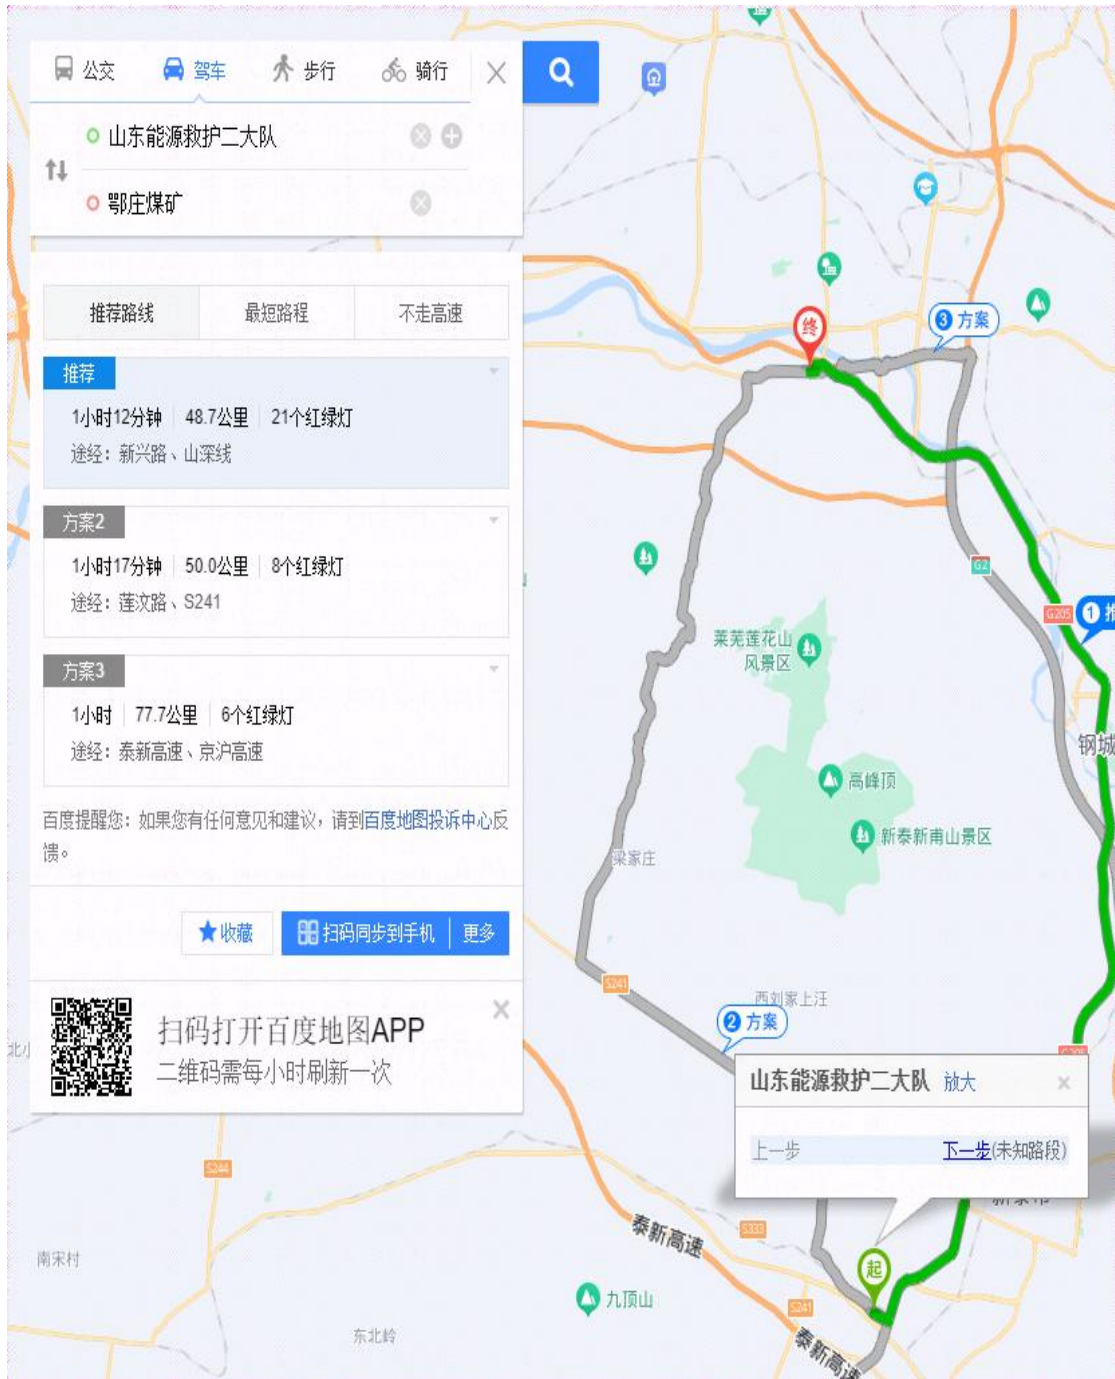 公交 驾车 步行 骑行
山东能源救护二大队
鄂庄煤矿
推荐路线 最短路程 不走高速
推荐
1小时12分钟 48.7公里 21个红绿灯
途经：新兴路、山深线
方案2
1小时17分钟 50.0公里 8个红绿灯
途经：莲汶路、S241
方案3
1小时 77.7公里 6个红绿灯
途经：泰新高速、京沪高速
百度提醒您：如果您有任何意见和建议，请到百度地图投诉中心反
馈。
收藏 扫码同步到手机 更多
扫码打开百度地图APP
二维码需每小时刷新一次
终
3 方案
G2
G205
1 推
莱芜莲花山
风景区
钢城
高峰顶
新泰新甫山景区
梁家庄
S241
西刘家上汪
2 方案
山东能源救护二大队 放大
上一步 下一步(未知路段)
S244
泰新高速
S333
南宋村
起
九顶山
S241
东北岭
泰新高速